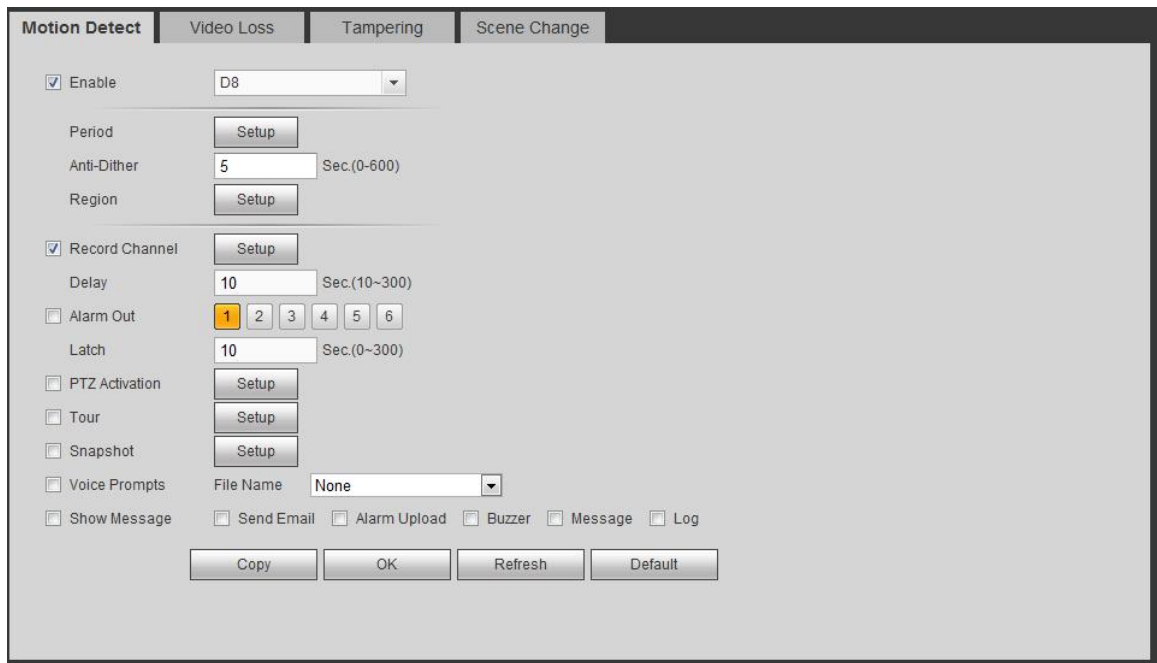 Motion Detect Video Loss Tampering Scene Change
Enable D8
Period Setup
Anti-Dither 5 Sec.(0-600)
Region Setup
Record Channel Setup
Delay 10 Sec.(10~300)
Alarm Out 1 2 3 4 5 6
Latch 10 Sec.(0~300)
PTZ Activation Setup
Tour Setup
Snapshot Setup
Voice Prompts File Name None
Show Message Send Email Alarm Upload Buzzer Message Log
Copy OK Refresh Default